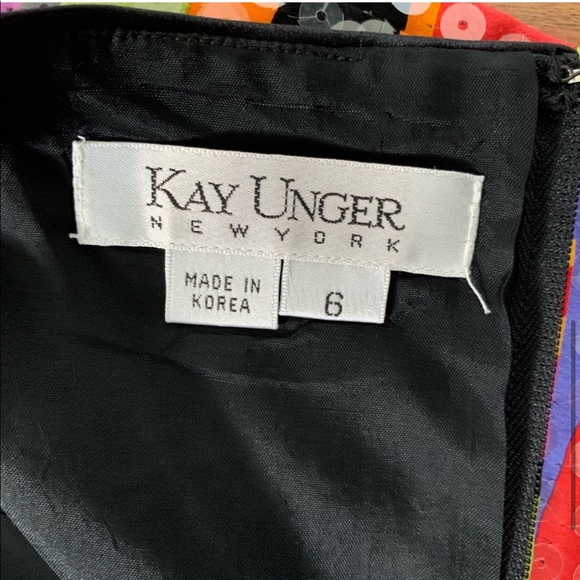 KAY UNGER
NEW YORK
MADE IN
KOREA
6